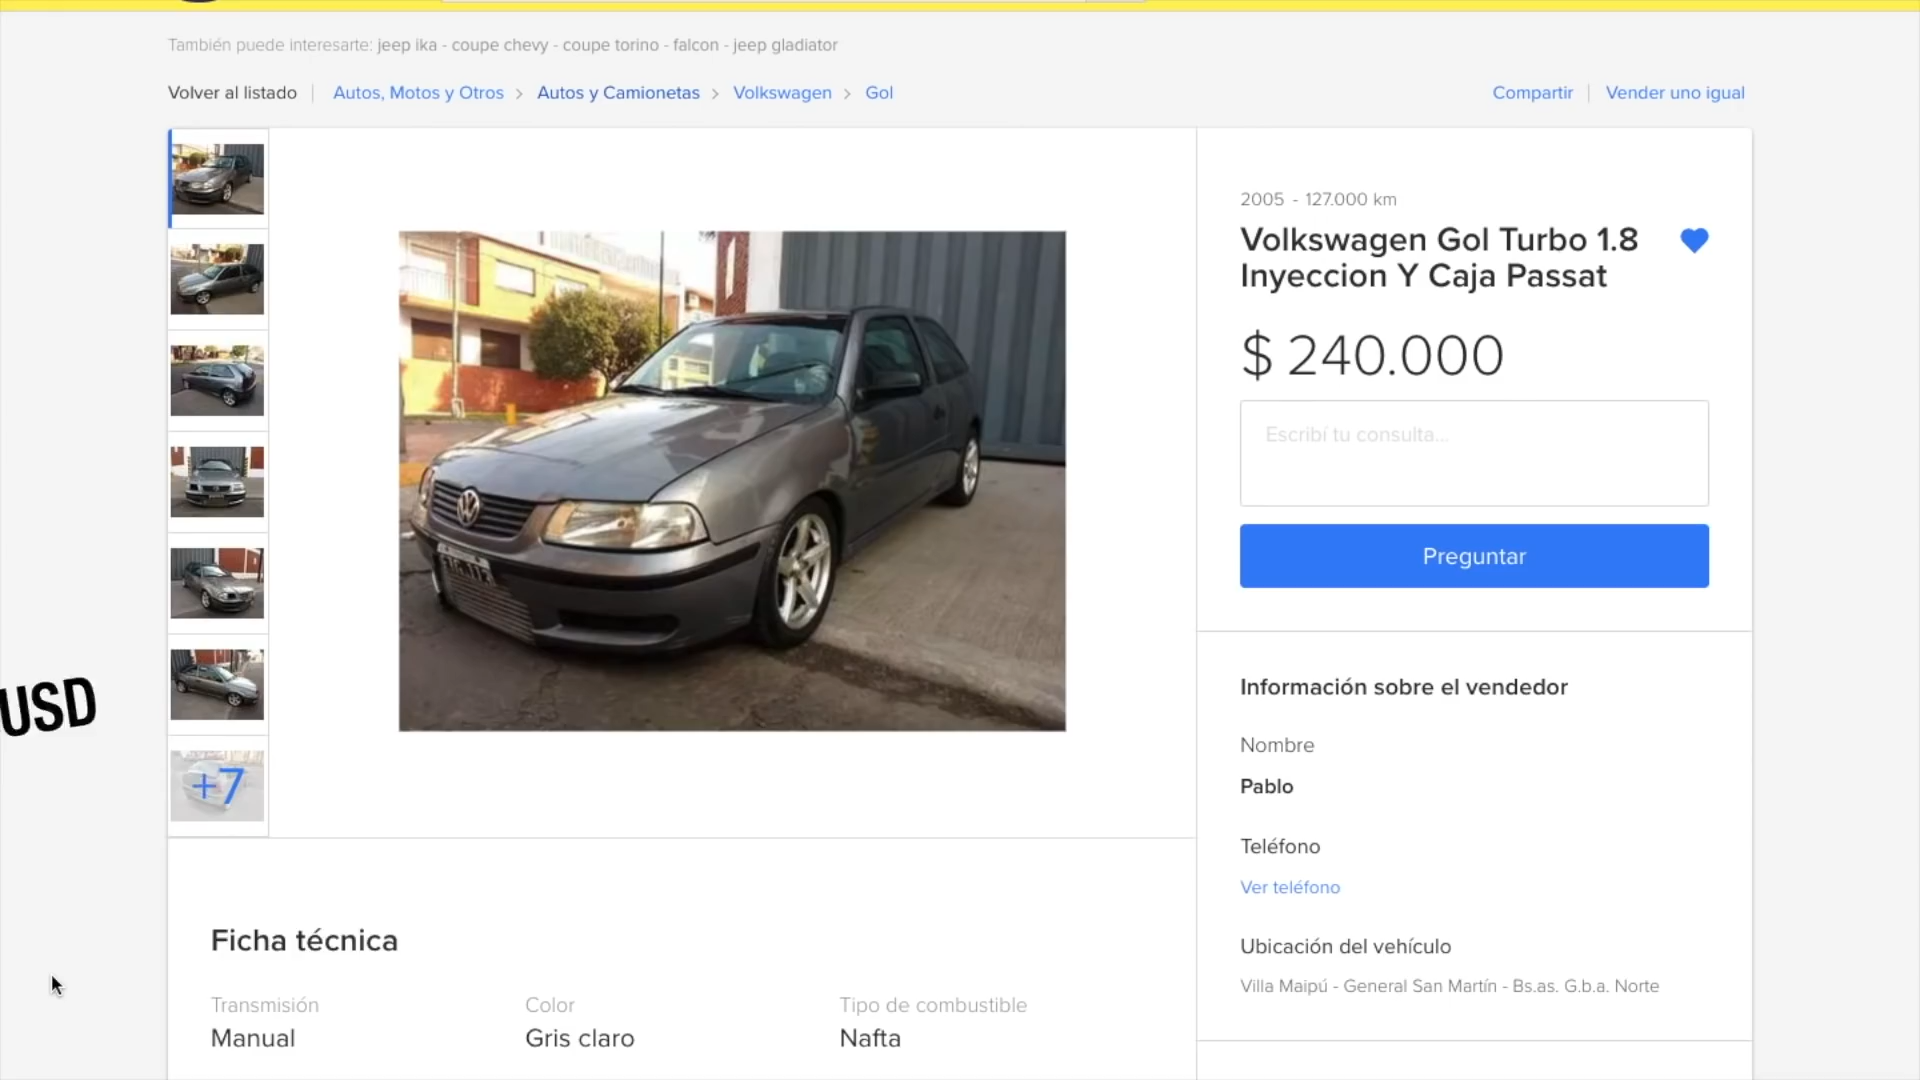 También puede interesarte: jeep ika - coupe chevy - coupe torino - falcon - jeep gladiator
Volver al listado
Autos, Motos y Otros > Autos y Camionetas > Volkswagen > Gol
Compartir
Vender uno igual
2005 - 127.000 km
Volkswagen Gol Turbo 1.8
Inyeccion Y Caja Passat
$ 240.000
Escribí tu consulta...
Preguntar
USD
+7
Información sobre el vendedor
Nombre
Pablo
Teléfono
Ver teléfono
Ubicación del vehículo
Villa Maipú - General San Martín - Bs.as. G.b.a. Norte
Ficha técnica
Transmisión
Manual
Color
Gris claro
Tipo de combustible
Nafta